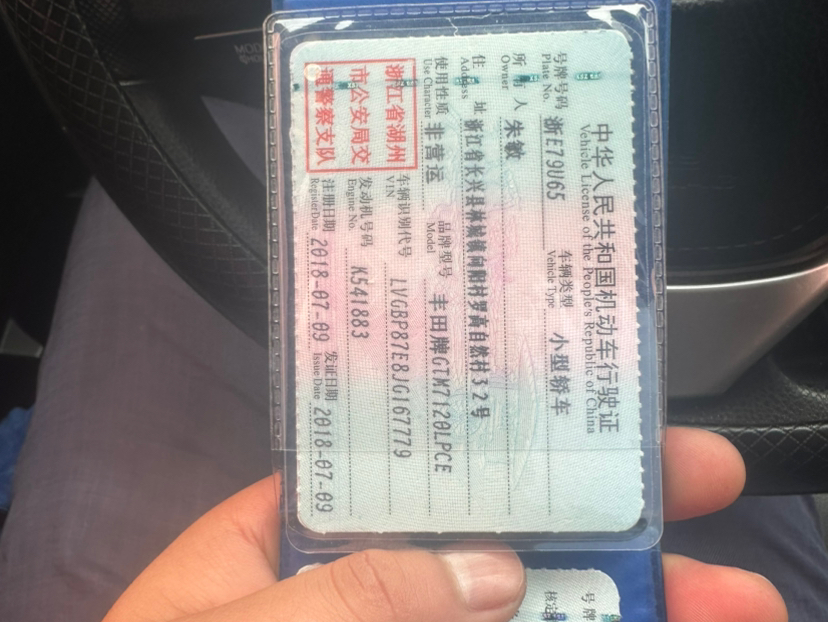 中华人民共和国机动车行驶证
Vehicle License of the People's Republic of China
号牌号码 浙E79U65 车辆类型 小型轿车
Plate No. Vehicle Type
所有人 朱敏
Owner
住址 浙江省长兴县林城镇向阳村罗高自然村32号
Address
使用性质 非营运 品牌型号 丰田牌GTM7120LPCE
Use Character Model
浙江省湖州
市公安局交
通警察支队
车辆识别代号 LVGBP87E8JG167779
VIN
发动机号码 K541883
Engine No.
注册日期 2018-07-09 发证日期 2018-07-09
Register Date Issue Date
号牌
核定